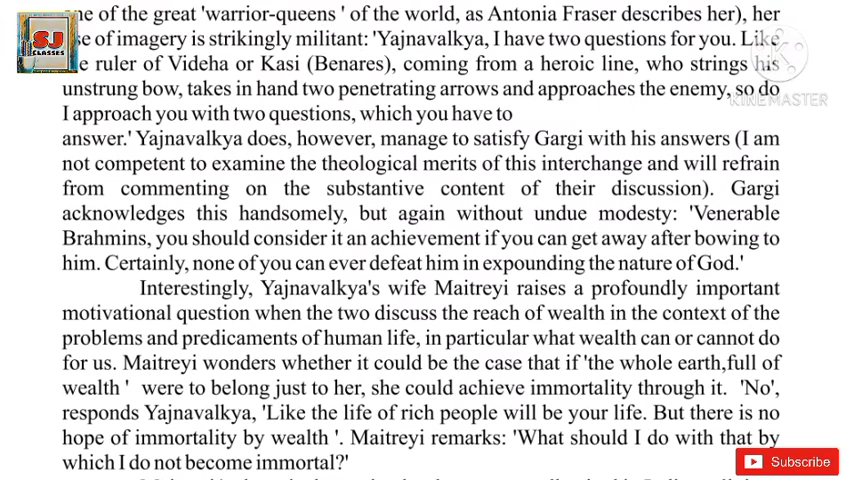 of the great 'warrior-queens ' of the world, as Antonia Fraser describes her), her
of imagery is strikingly militant: 'Yajnavalkya, I have two questions for you. Like
ruler of Videha or Kasi (Benares), coming from a heroic line, who strings his
unstrung bow, takes in hand two penetrating arrows and approaches the enemy, so do
I approach you with two questions, which you have to
answer.' Yajnavalkya does, however, manage to satisfy Gargi with his answers (I am
not competent to examine the theological merits of this interchange and will refrain
from commenting on the substantive content of their discussion). Gargi
acknowledges this handsomely, but again without undue modesty: 'Venerable
Brahmins, you should consider it an achievement if you can get away after bowing to
him. Certainly, none of you can ever defeat him in expounding the nature of God.'
Interestingly, Yajnavalkya's wife Maitreyi raises a profoundly important
motivational question when the two discuss the reach of wealth in the context of the
problems and predicaments of human life, in particular what wealth can or cannot do
for us. Maitreyi wonders whether it could be the case that if 'the whole earth,full of
wealth ' were to belong just to her, she could achieve immortality through it. 'No',
responds Yajnavalkya, 'Like the life of rich people will be your life. But there is no
hope of immortality by wealth '. Maitreyi remarks: 'What should I do with that by
which I do not become immortal?'
SJ
CLASSES
KINEMASTER
Subscribe